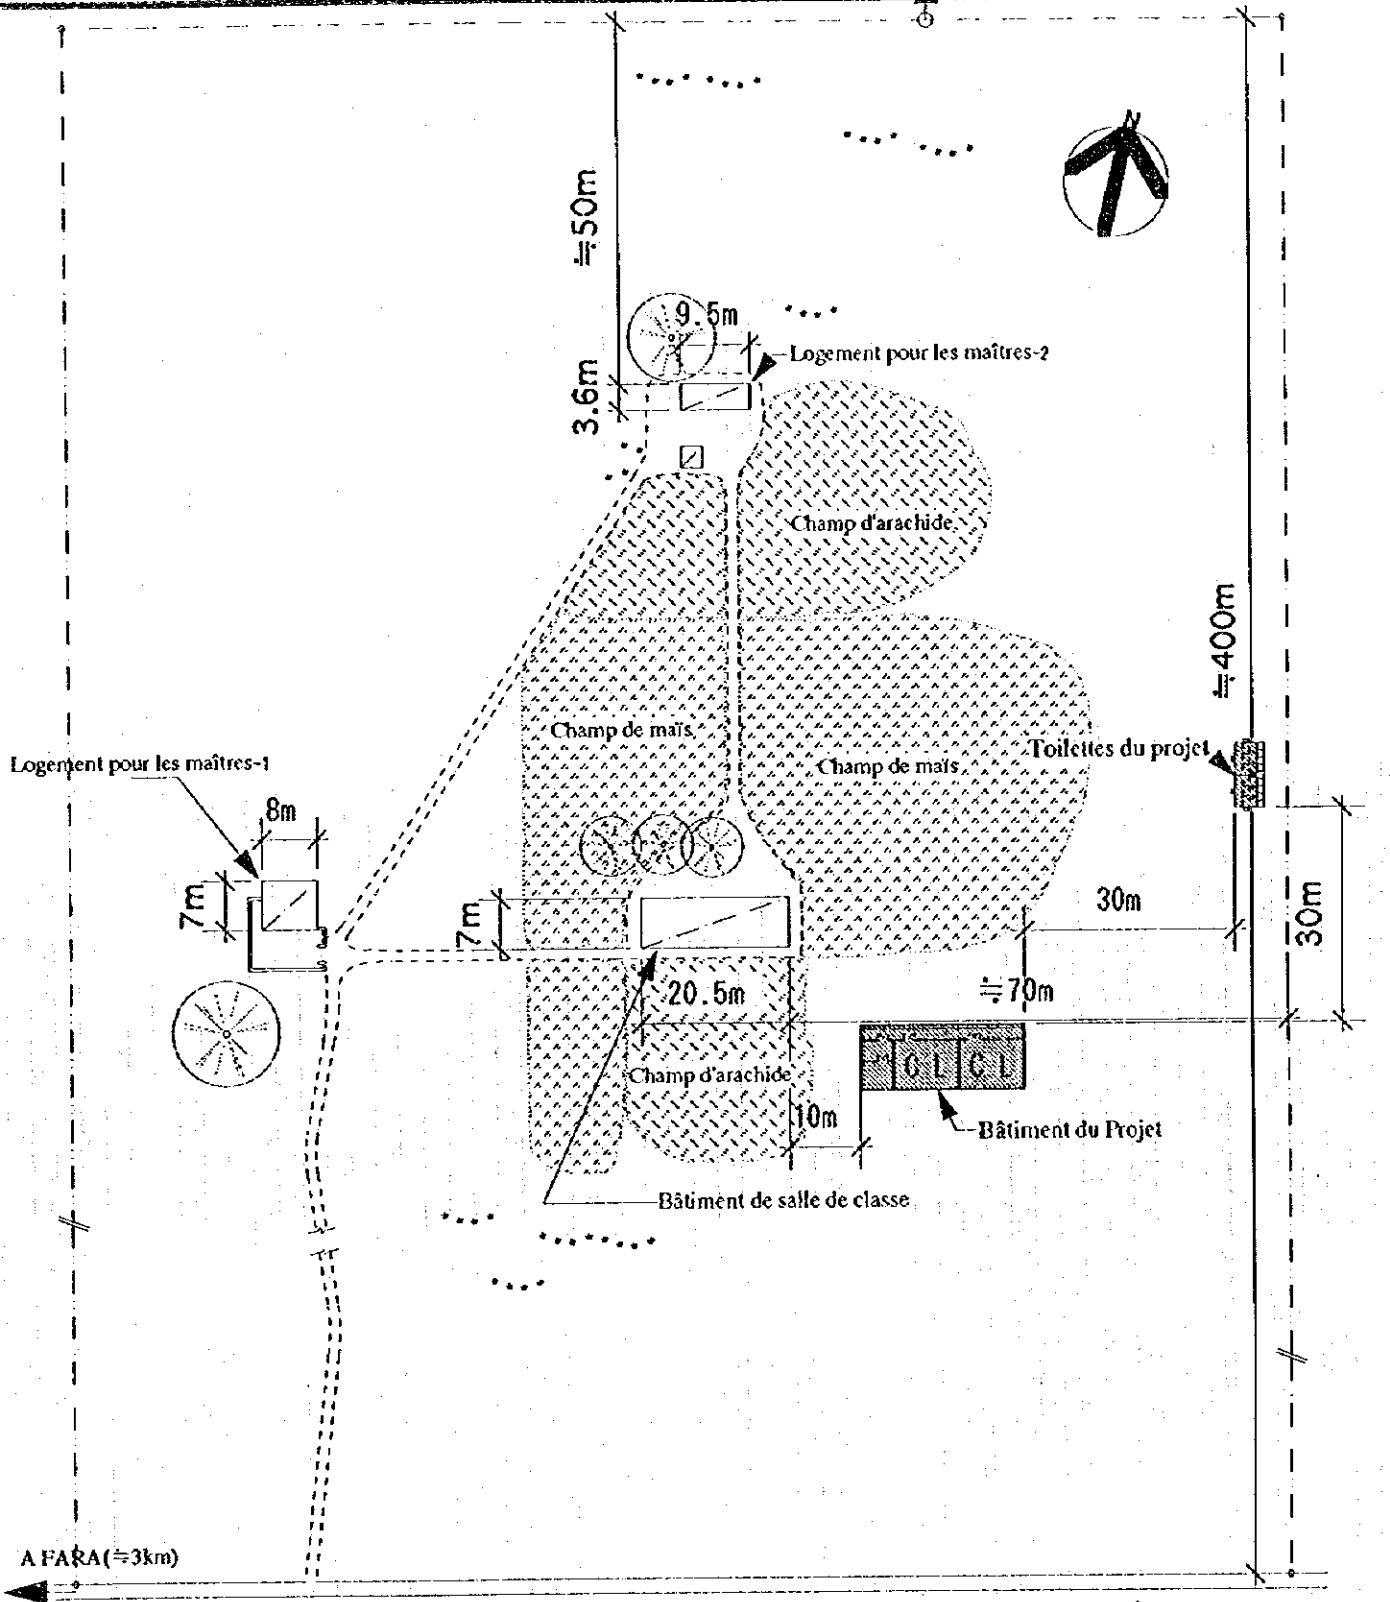 N
≒50m
9.5m
Logement pour les maîtres-2
3.6m
Champ d'arachide
≒400m
Champ de maïs
Toilettes du projet
Logement pour les maîtres-1
Champ de maïs
8m
7m
7m
30m
30m
20.5m
≒70m
C L C L
Champ d'arachide
10m
Bâtiment du Projet
Bâtiment de salle de classe
A FARA(≒3km)